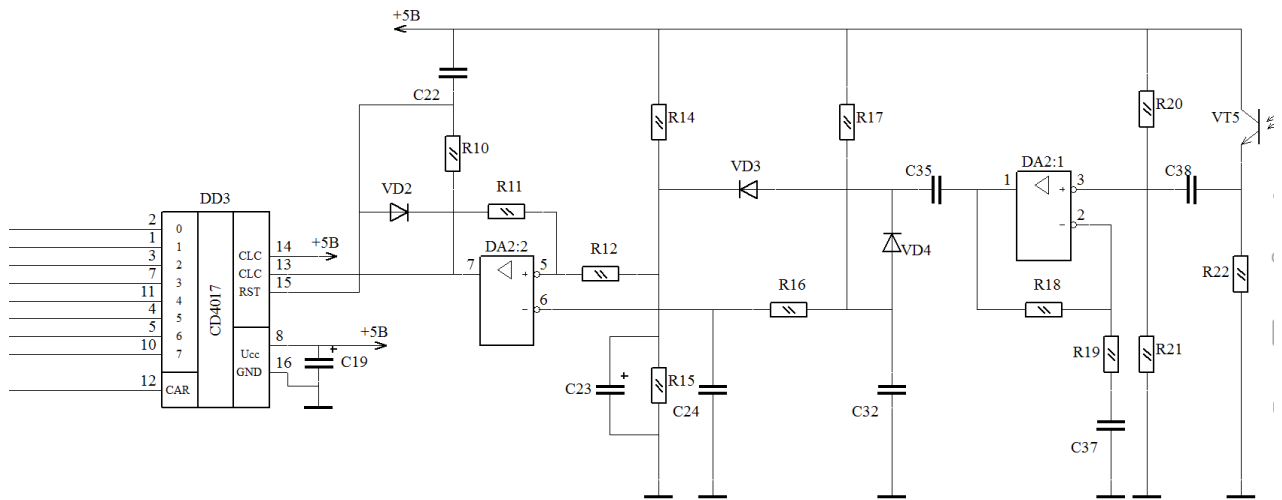 +5В
C22
R10
R14
R17
R20
VT5
VD2
R11
VD3
C35
DA2:1
1
3
+
2
−
C38
DD3
2
0
1
1
3
2
7
3
11
4
4
5
5
6
10
7
12
CAR
CD4017
CLC
14
+5В
CLC
13
RST
15
Ucc
8
+5В
GND
16
C19
+
DA2:2
7
5
+
6
−
R12
VD4
R16
R18
R22
C23
+
R15
C24
C32
R19
R21
C37